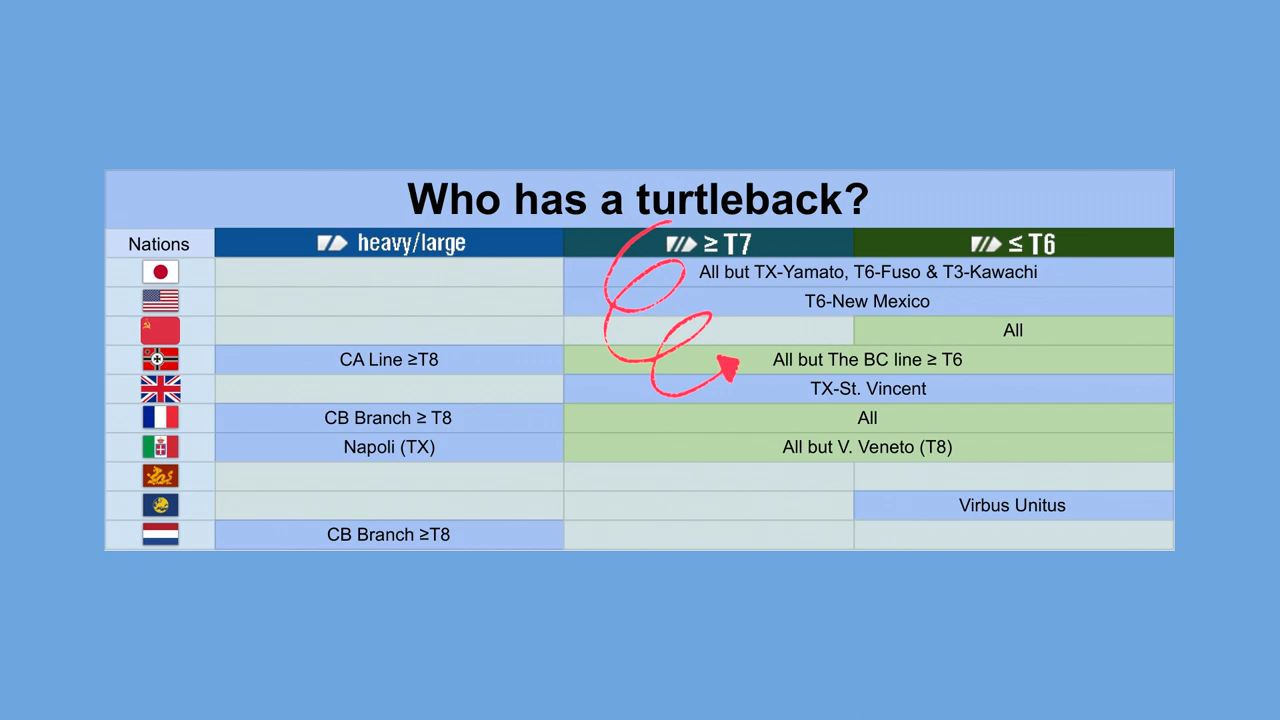 Who has a turtleback?
Nations heavy/large ≥ T7 ≤ T6
All but TX-Yamato, T6-Fuso & T3-Kawachi
T6-New Mexico
All
CA Line ≥T8 All but The BC line ≥ T6
TX-St. Vincent
CB Branch ≥ T8 All
Napoli (TX) All but V. Veneto (T8)
Virbus Unitus
CB Branch ≥T8